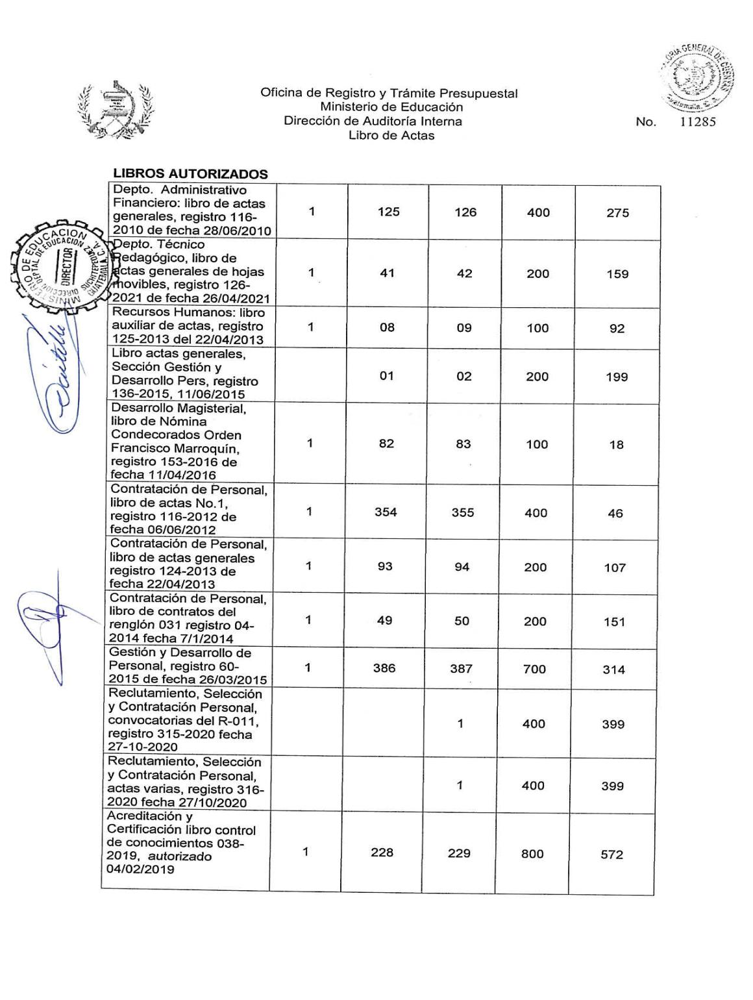 Oficina de Registro y Trámite Presupuestal
Ministerio de Educación
Dirección de Auditoría Interna
Libro de Actas
No. 11285
LIBROS AUTORIZADOS
Depto. Administrativo
Financiero: libro de actas
generales, registro 116-
2010 de fecha 28/06/2010
1 125 126 400 275
Depto. Técnico
Pedagógico, libro de
actas generales de hojas
movibles, registro 126-
2021 de fecha 26/04/2021
1 41 42 200 159
Recursos Humanos: libro
auxiliar de actas, registro
125-2013 del 22/04/2013
1 08 09 100 92
Libro actas generales,
Sección Gestión y
Desarrollo Pers, registro
136-2015, 11/06/2015
01 02 200 199
Desarrollo Magisterial,
libro de Nómina
Condecorados Orden
Francisco Marroquín,
registro 153-2016 de
fecha 11/04/2016
1 82 83 100 18
Contratación de Personal,
libro de actas No.1,
registro 116-2012 de
fecha 06/06/2012
1 354 355 400 46
Contratación de Personal,
libro de actas generales
registro 124-2013 de
fecha 22/04/2013
1 93 94 200 107
Contratación de Personal,
libro de contratos del
renglón 031 registro 04-
2014 fecha 7/1/2014
1 49 50 200 151
Gestión y Desarrollo de
Personal, registro 60-
2015 de fecha 26/03/2015
1 386 387 700 314
Reclutamiento, Selección
y Contratación Personal,
convocatorias del R-011,
registro 315-2020 fecha
27-10-2020
1 400 399
Reclutamiento, Selección
y Contratación Personal,
actas varias, registro 316-
2020 fecha 27/10/2020
1 400 399
Acreditación y
Certificación libro control
de conocimientos 038-
2019, autorizado
04/02/2019
1 228 229 800 572
MINISTERIO DE EDUCACION
DIRECCION DEPTAL DE EDUCACION
SUCHITEPEQUEZ
DIRECTOR
GUATEMALA, C.A.
GENERAL DE CUENTAS
Guatemala, C. A.